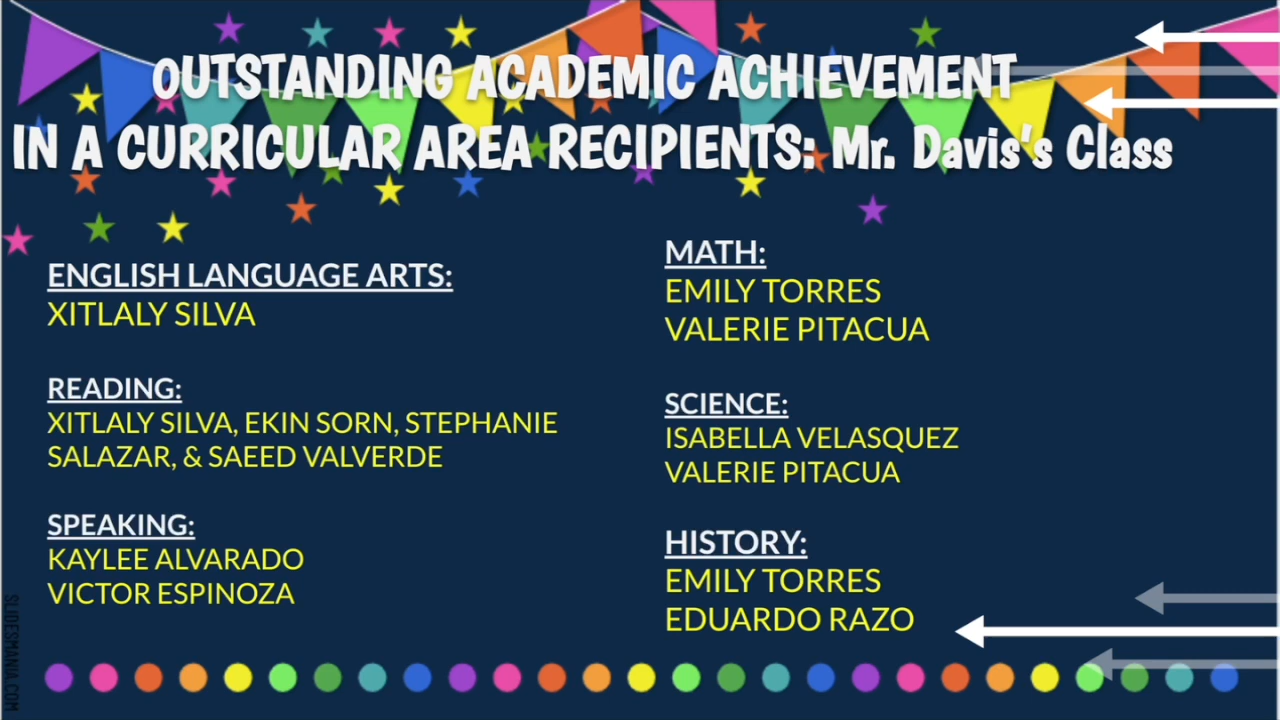 OUTSTANDING ACADEMIC ACHIEVEMENT
IN A CURRICULAR AREA RECIPIENTS: Mr. Davis's Class
ENGLISH LANGUAGE ARTS:
XITLALY SILVA
READING:
XITLALY SILVA, EKIN SORN, STEPHANIE
SALAZAR, & SAEED VALVERDE
SPEAKING:
KAYLEE ALVARADO
VICTOR ESPINOZA
MATH:
EMILY TORRES
VALERIE PITACUA
SCIENCE:
ISABELLA VELASQUEZ
VALERIE PITACUA
HISTORY:
EMILY TORRES
EDUARDO RAZO
SLIDESMANIA.COM